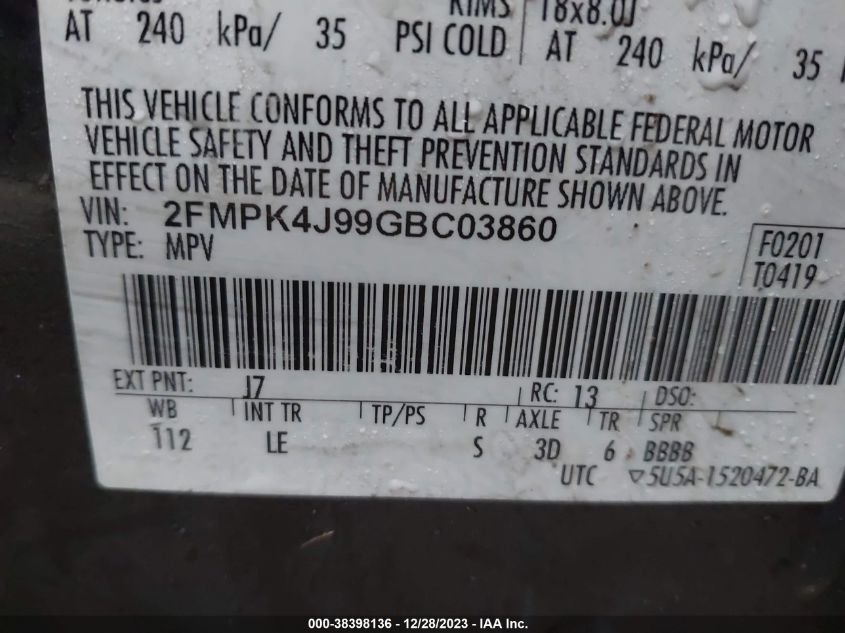 RIMS 18x8.0J
AT 240 kPa/ 35 PSI COLD AT 240 kPa/ 35
THIS VEHICLE CONFORMS TO ALL APPLICABLE FEDERAL MOTOR
VEHICLE SAFETY AND THEFT PREVENTION STANDARDS IN
EFFECT ON THE DATE OF MANUFACTURE SHOWN ABOVE.
VIN: 2FMPK4J99GBC03860
TYPE: MPV
F0201
T0419
EXT PNT: J7 RC: 13 DSO:
WB INT TR TP/PS R AXLE TR SPR
112 LE S 3D 6 BBBB
UTC ▽5U5A-1520472-BA
000-38398136 - 12/28/2023 - IAA Inc.